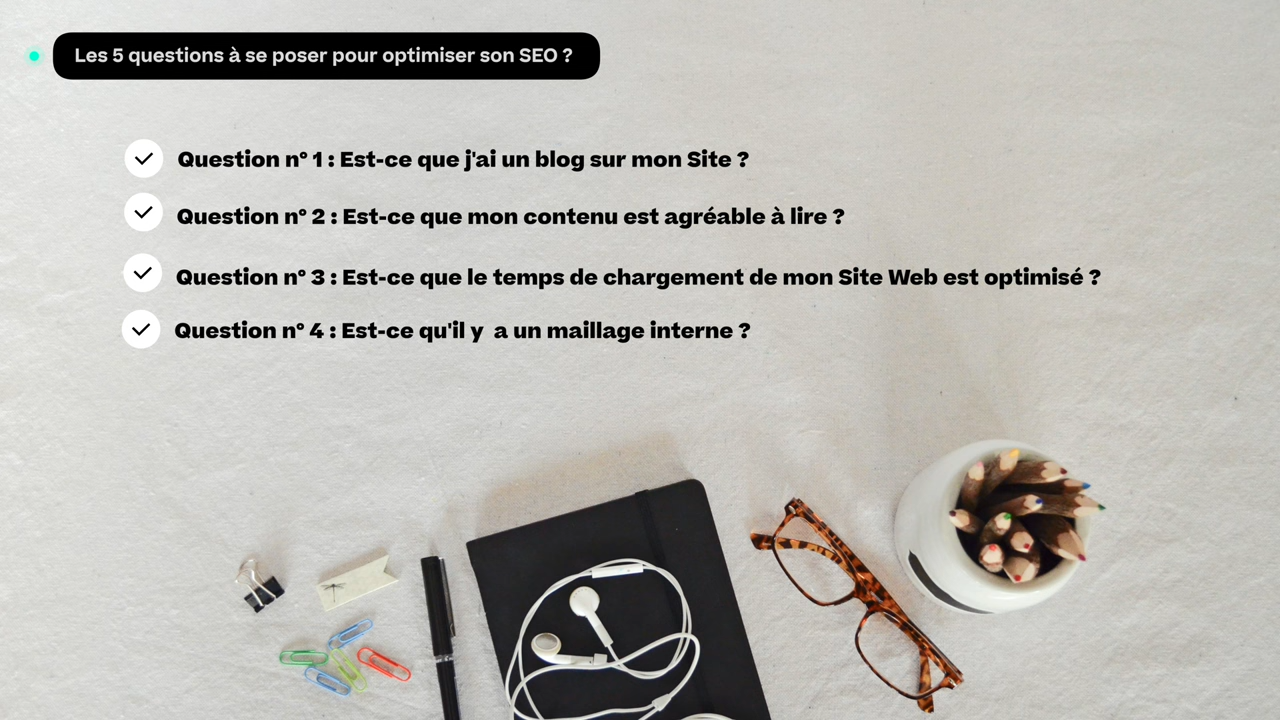 Les 5 questions à se poser pour optimiser son SEO ?
Question n° 1 : Est-ce que j'ai un blog sur mon Site ?
Question n° 2 : Est-ce que mon contenu est agréable à lire ?
Question n° 3 : Est-ce que le temps de chargement de mon Site Web est optimisé ?
Question n° 4 : Est-ce qu'il y  a un maillage interne ?